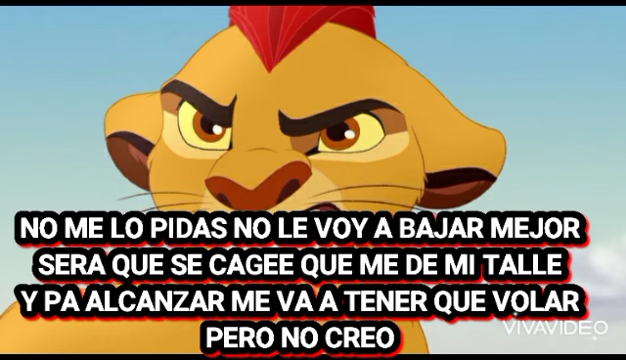 NO ME LO PIDAS NO LE VOY A BAJAR MEJOR
SERA QUE SE CAGEE QUE ME DE MI TALLE
Y PA ALCANZAR ME VA A TENER QUE VOLAR
PERO NO CREO
VIVAVIDEO